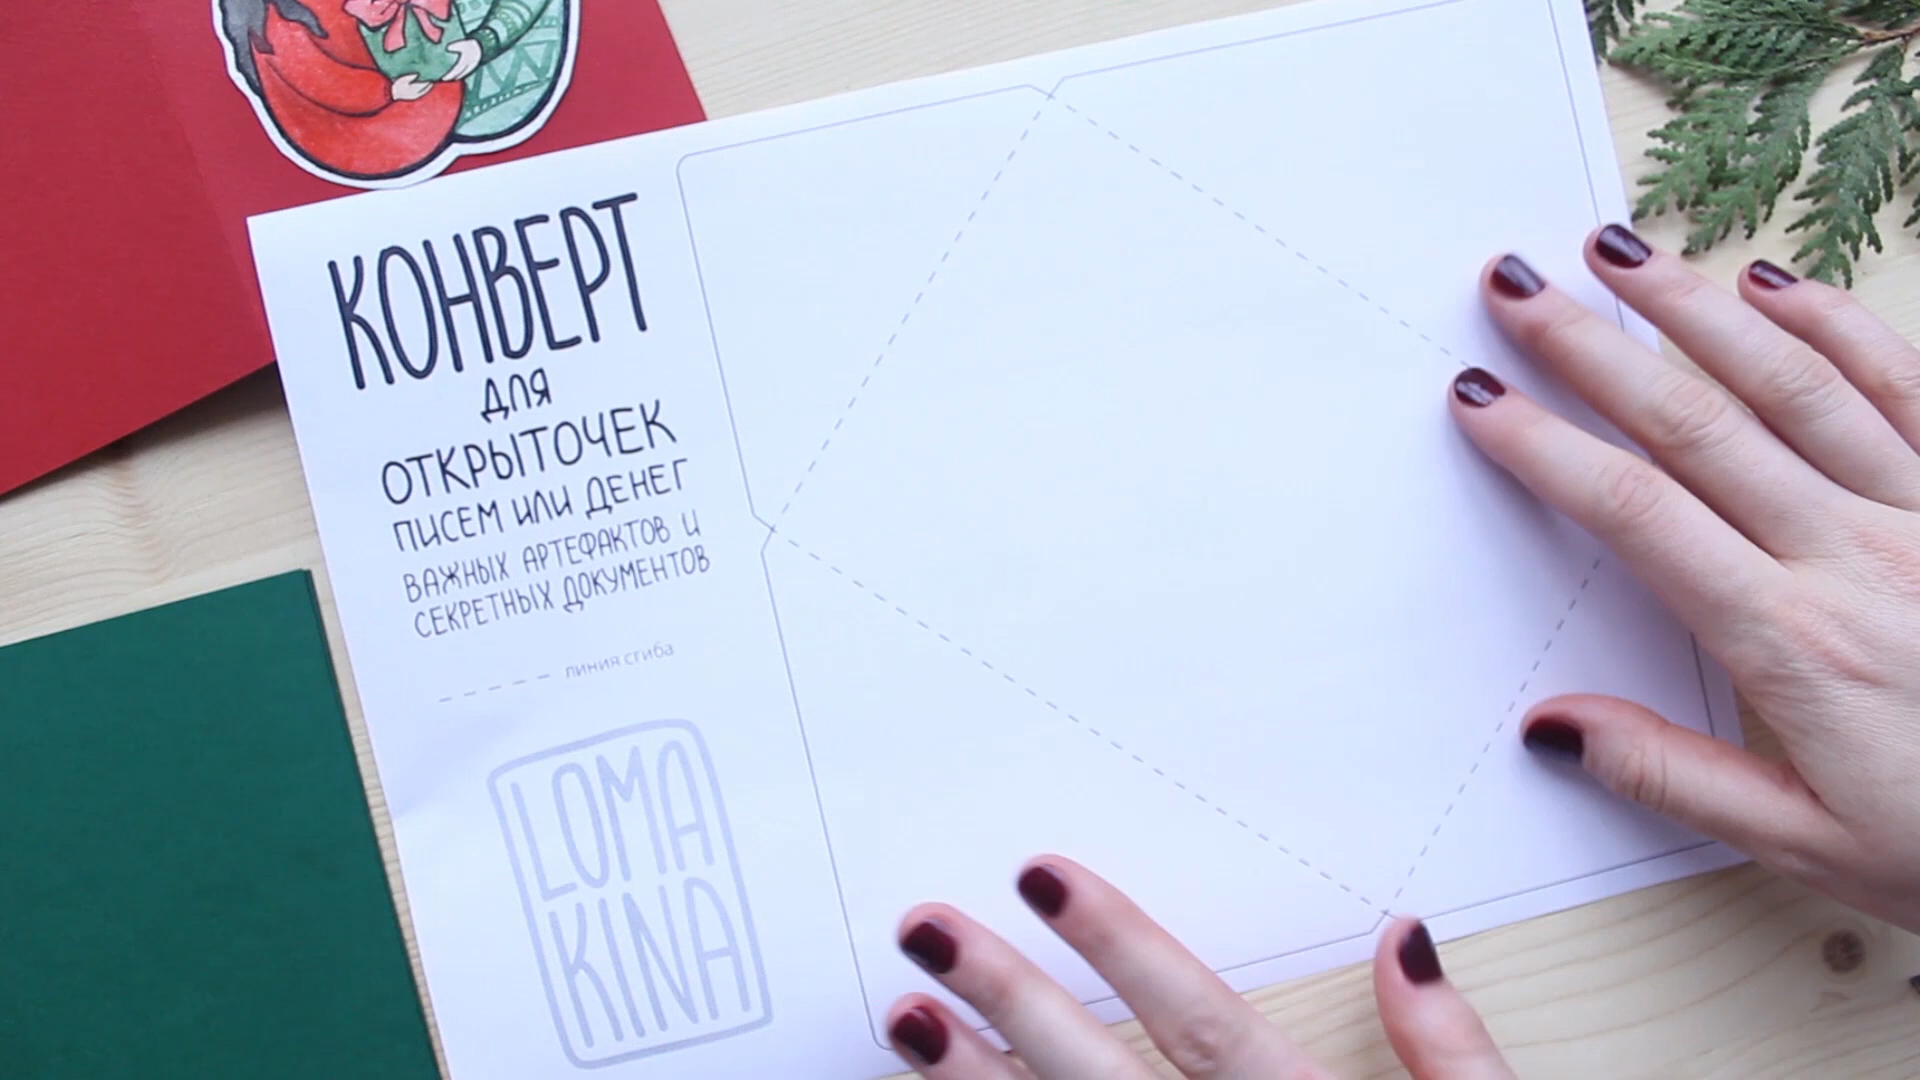 КОНВЕРТ
для
ОТКРЫТОЧЕК
ПИСЕМ ИЛИ ДЕНЕГ
ВАЖНЫХ АРТЕФАКТОВ И
СЕКРЕТНЫХ ДОКУМЕНТОВ
линия сгиба
LOMA
KINA